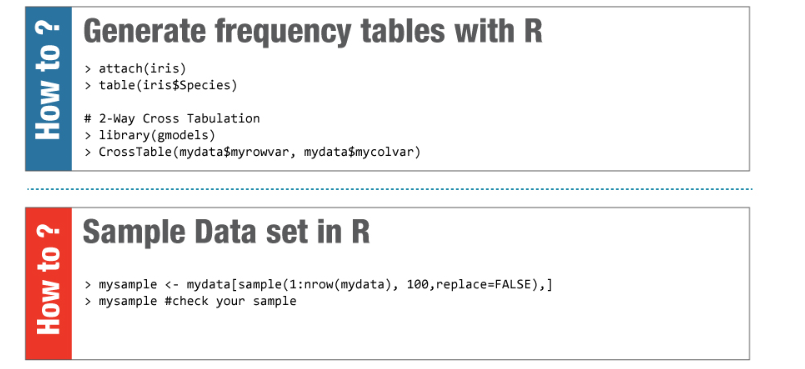 How to ?
Generate frequency tables with R
> attach(iris)
> table(iris$Species)
# 2-Way Cross Tabulation
> library(gmodels)
> CrossTable(mydata$myrowvar, mydata$mycolvar)
How to ?
Sample Data set in R
> mysample <- mydata[sample(1:nrow(mydata), 100,replace=FALSE),]
> mysample #check your sample